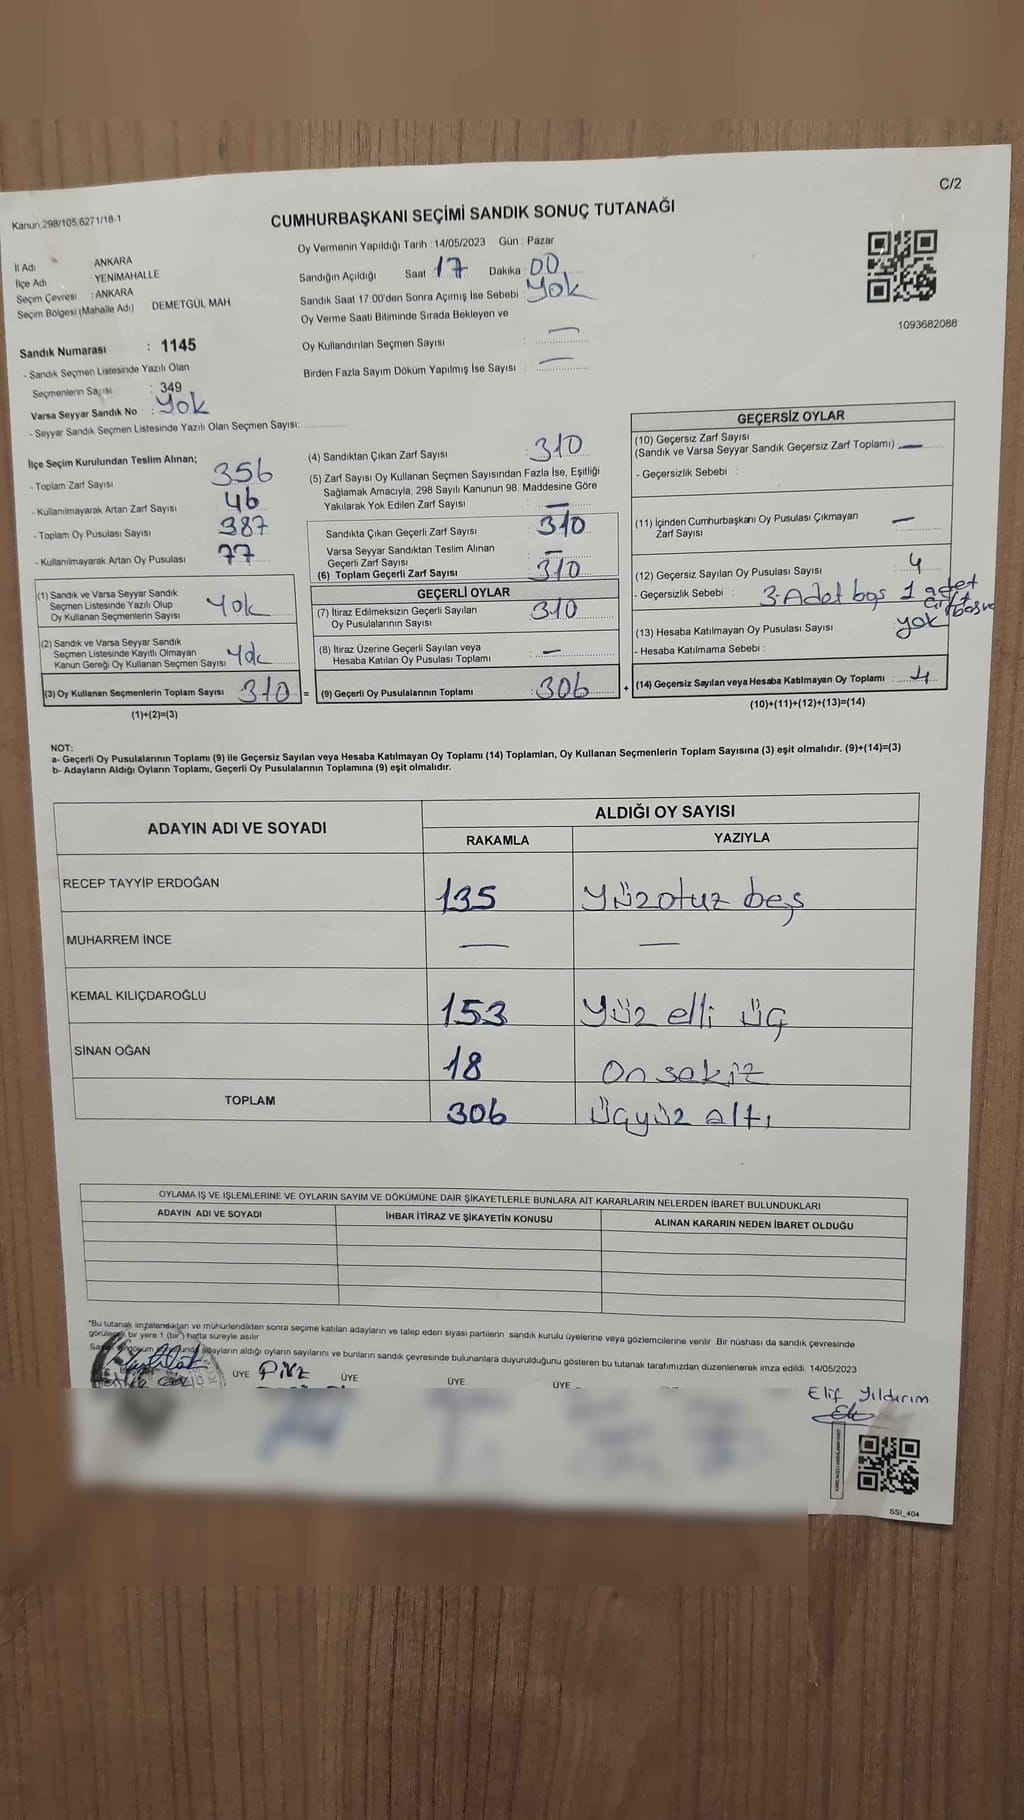 C/2
Kanun 298/105,6271/18-1
CUMHURBAŞKANI SEÇİMİ SANDIK SONUÇ TUTANAĞI
İl Adı : ANKARA
İlçe Adı : YENİMAHALLE
Seçim Çevresi : ANKARA
Seçim Bölgesi (Mahalle Adı) DEMETGÜL MAH.
Sandık Numarası : 1145
- Sandık Seçmen Listesinde Yazılı Olan
Seçmenlerin Sayısı : 349
Varsa Seyyar Sandık No : Yok
- Seyyar Sandık Seçmen Listesinde Yazılı Olan Seçmen Sayısı:
Oy Vermenin Yapıldığı Tarih : 14/05/2023 Gün : Pazar
Sandığın Açıldığı Saat 17 Dakika 00
Sandık Saat 17:00'den Sonra Açımış İse Sebebi : Yok
Oy Verme Saati Bitiminde Sırada Bekleyen ve
Oy Kullandırılan Seçmen Sayısı : —
Birden Fazla Sayım Döküm Yapılmış İse Sayısı : —
1093682088
İlçe Seçim Kurulundan Teslim Alınan;
- Toplam Zarf Sayısı 356
- Kullanılmayarak Artan Zarf Sayısı 46
- Toplam Oy Pusulası Sayısı 387
- Kullanılmayarak Artan Oy Pusulası 77
(1) Sandık ve Varsa Seyyar Sandık
Seçmen Listesinde Yazılı Olup
Oy Kullanan Seçmenlerin Sayısı Yok
(2) Sandık ve Varsa Seyyar Sandık
Seçmen Listesinde Kayıtlı Olmayan
Kanun Gereği Oy Kullanan Seçmen Sayısı Yok
(3) Oy Kullanan Seçmenlerin Toplam Sayısı 310 =
(1)+(2)=(3)
(4) Sandıktan Çıkan Zarf Sayısı : 310
(5) Zarf Sayısı Oy Kullanan Seçmen Sayısından Fazla İse, Eşitliği
Sağlamak Amacıyla, 298 Sayılı Kanunun 98. Maddesine Göre
Yakılarak Yok Edilen Zarf Sayısı : —
Sandıkta Çıkan Geçerli Zarf Sayısı : 310
Varsa Seyyar Sandıktan Teslim Alınan
Geçerli Zarf Sayısı : —
(6) Toplam Geçerli Zarf Sayısı : 310
GEÇERLİ OYLAR
(7) İtiraz Edilmeksizin Geçerli Sayılan
Oy Pusulalarının Sayısı : 310
(8) İtiraz Üzerine Geçerli Sayılan veya
Hesaba Katılan Oy Pusulası Toplamı : —
(9) Geçerli Oy Pusulalarının Toplamı : 306 +
GEÇERSİZ OYLAR
(10) Geçersiz Zarf Sayısı
(Sandık ve Varsa Seyyar Sandık Geçersiz Zarf Toplamı) : —
- Geçersizlik Sebebi :
(11) İçinden Cumhurbaşkanı Oy Pusulası Çıkmayan
Zarf Sayısı : —
(12) Geçersiz Sayılan Oy Pusulası Sayısı : 4
- Geçersizlik Sebebi : 3 Adet boş 1 adet
çift
(13) Hesaba Katılmayan Oy Pusulası Sayısı : yok
- Hesaba Katılmama Sebebi :
(14) Geçersiz Sayılan veya Hesaba Katılmayan Oy Toplamı : 4
(10)+(11)+(12)+(13)=(14)
NOT:
a- Geçerli Oy Pusulalarının Toplamı (9) ile Geçersiz Sayılan veya Hesaba Katılmayan Oy Toplamı (14) Toplamları, Oy Kullanan Seçmenlerin Toplam Sayısına (3) eşit olmalıdır. (9)+(14)=(3)
b- Adayların Aldığı Oyların Toplamı, Geçerli Oy Pusulalarının Toplamına (9) eşit olmalıdır.
ADAYIN ADI VE SOYADI ALDIĞI OY SAYISI
RAKAMLA YAZIYLA
RECEP TAYYİP ERDOĞAN 135 yüzotuz beş
MUHARREM İNCE — —
KEMAL KILIÇDAROĞLU 153 yüz elli üç
SİNAN OĞAN 18 On sekiz
TOPLAM 306 üçyüz altı
OYLAMA İŞ VE İŞLEMLERİNE VE OYLARIN SAYIM VE DÖKÜMÜNE DAİR ŞİKAYETLERLE BUNLARA AİT KARARLARIN NELERDEN İBARET BULUNDUKLARI
ADAYIN ADI VE SOYADI İHBAR İTİRAZ VE ŞİKAYETİN KONUSU ALINAN KARARIN NEDEN İBARET OLDUĞU
"Bu tutanak imzalandıktan ve mühürlendikten sonra seçime katılan adayların ve talep eden siyasi partilerin sandık kurulu üyelerine veya gözlemcilerine verilir. Bir nüshası da sandık çevresinde
görülecek bir yere 1 (bir) hafta süreyle asılır.
adayların aldığı oyların sayılarını ve bunların sandık çevresinde bulunanlara duyurulduğunu gösteren bu tutanak tarafımızdan düzenlenerek imza edildi. 14/05/2023
ÜYE ÜYE ÜYE ÜYE
Elif Yıldırım
SSI_404